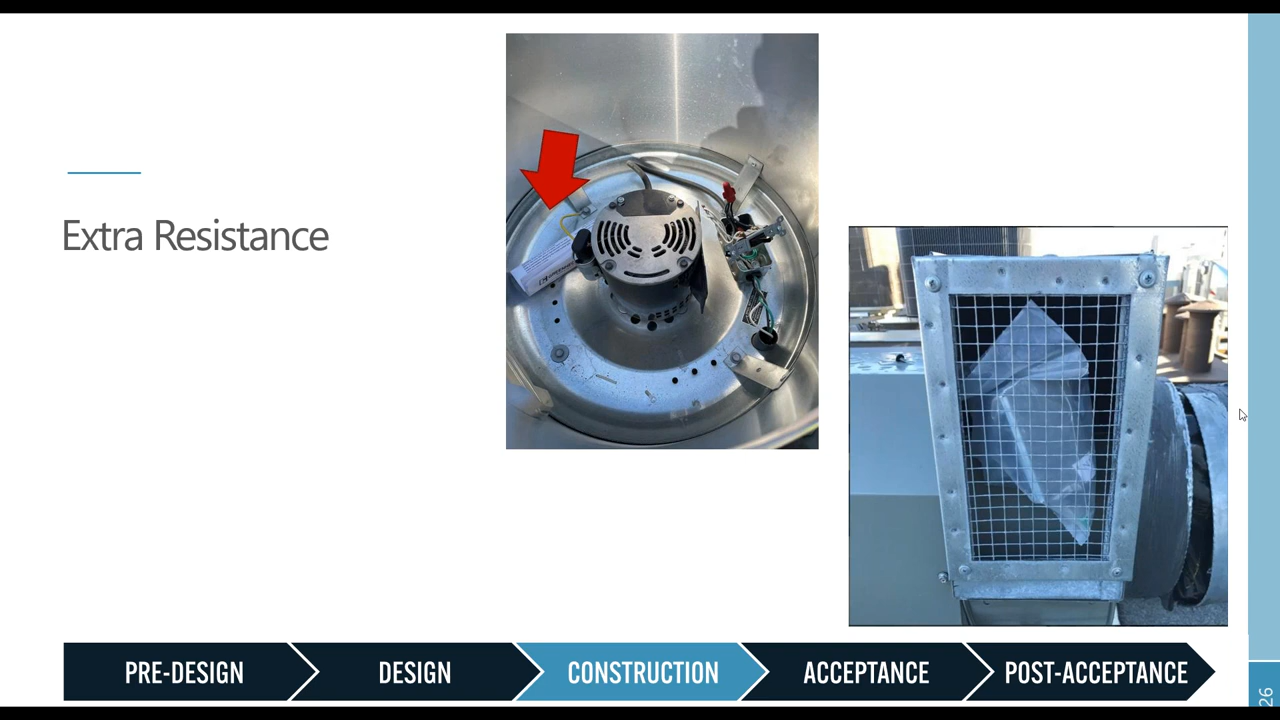 Extra Resistance
PRE-DESIGN
DESIGN
CONSTRUCTION
ACCEPTANCE
POST-ACCEPTANCE
26